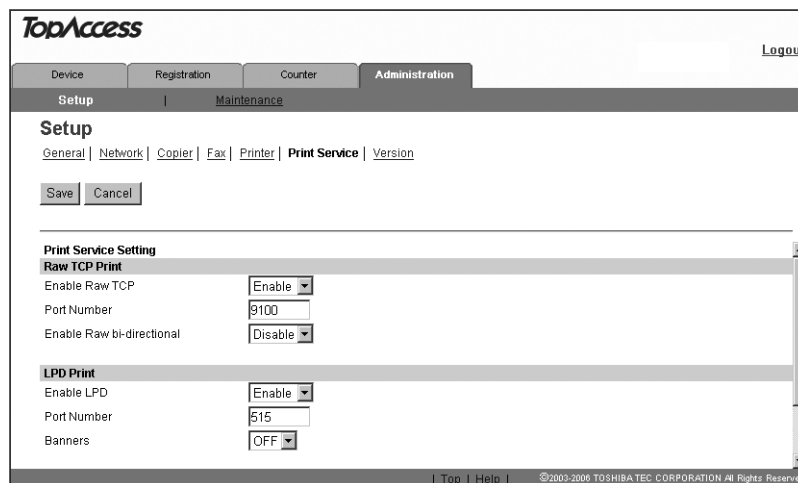 TopAccess
Logou
Device Registration Counter Administration
Setup | Maintenance
Setup
General | Network | Copier | Fax | Printer | Print Service | Version
Save Cancel
Print Service Setting
Raw TCP Print
Enable Raw TCP Enable
Port Number 9100
Enable Raw bi-directional Disable
LPD Print
Enable LPD Enable
Port Number 515
Banners OFF
| Top | Help | ©2003-2006 TOSHIBA TEC CORPORATION All Rights Reserve